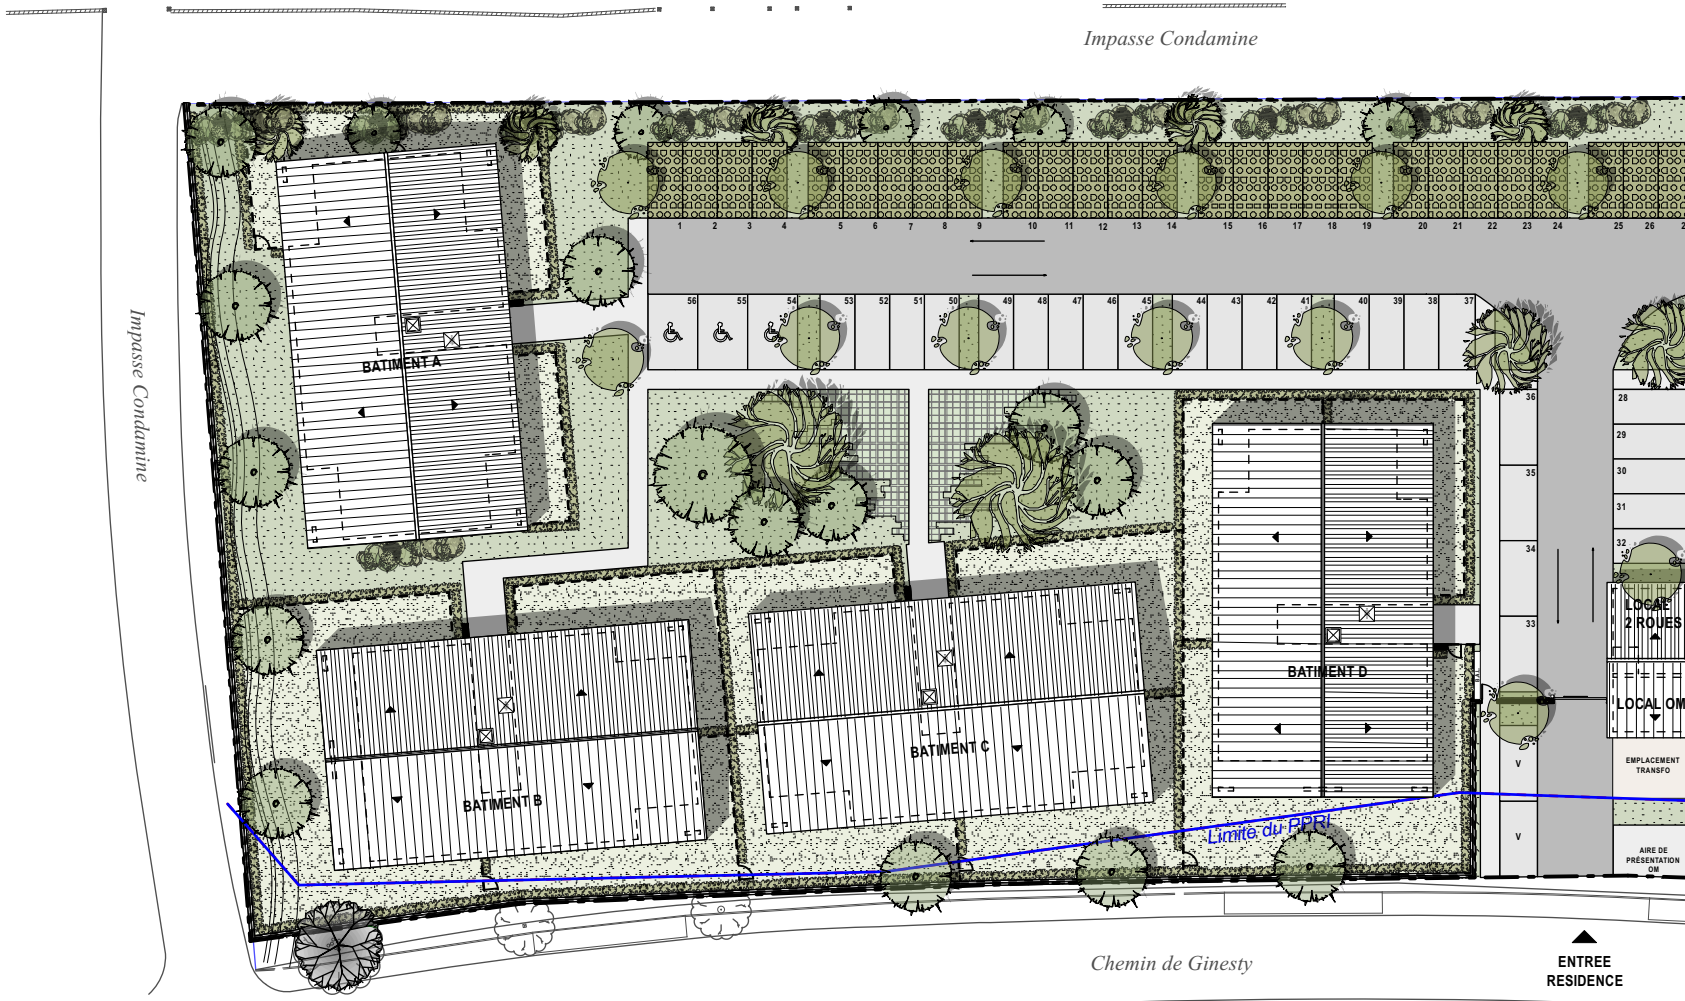 Impasse Condamine
Impasse Condamine
1 2 3 4 5 6 7 8 9 10 11 12 13 14 15 16 17 18 19 20 21 22 23 24 25 26
56 55 54 53 52 51 50 49 48 47 46 45 44 43 42 41 40 39 38 37
BATIMENT A
36
28
29
35
30
31
34
32
LOCAL
2 ROUES
33
BATIMENT D
LOCAL OM
BATIMENT C
V
EMPLACEMENT
TRANSFO
BATIMENT B
Limite du PPRI
V
AIRE DE
PRÉSENTATION
OM
Chemin de Ginesty
ENTREE
RESIDENCE